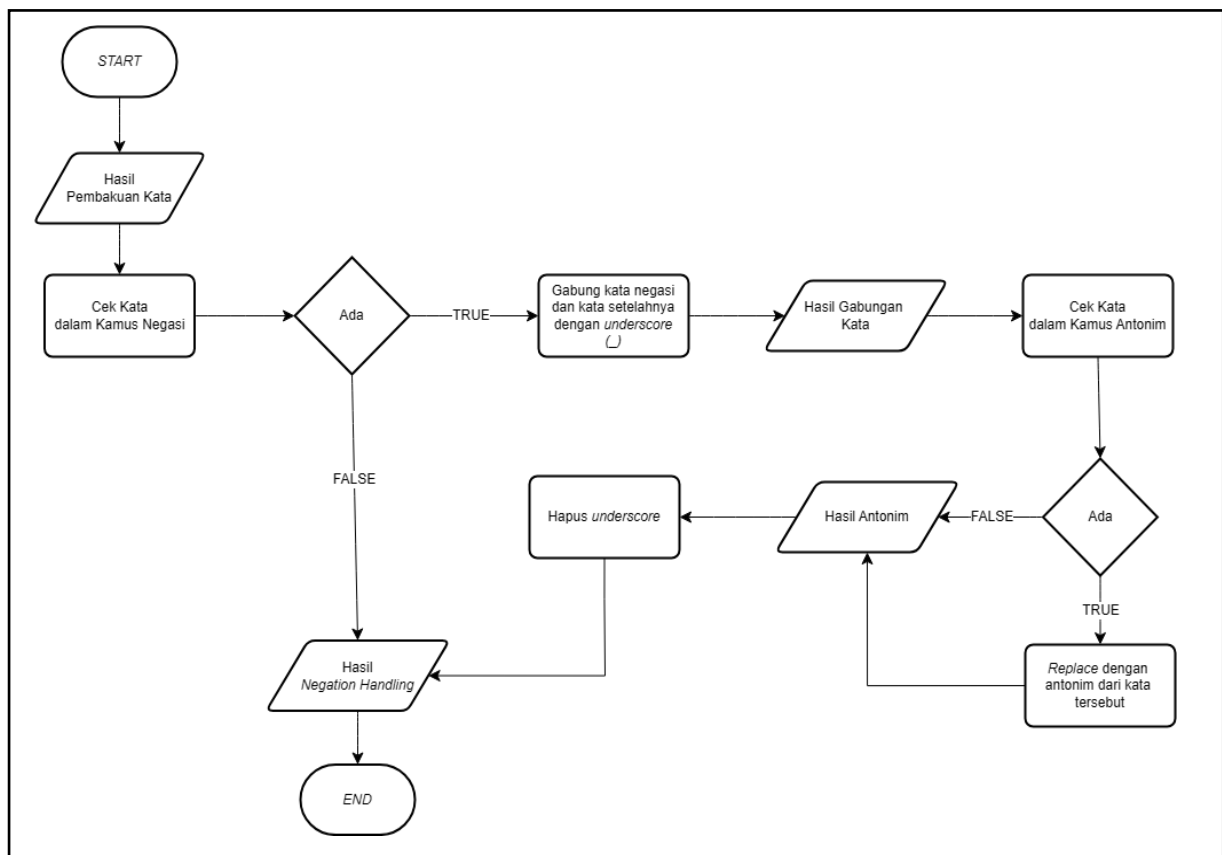 START
Hasil
Pembakuan Kata
Cek Kata
dalam Kamus Negasi
Ada
TRUE
Gabung kata negasi
dan kata setelahnya
dengan underscore
(_)
Hasil Gabungan
Kata
Cek Kata
dalam Kamus Antonim
FALSE
Hapus underscore
Hasil Antonim
FALSE
Ada
TRUE
Replace dengan
antonim dari kata
tersebut
Hasil
Negation Handling
END